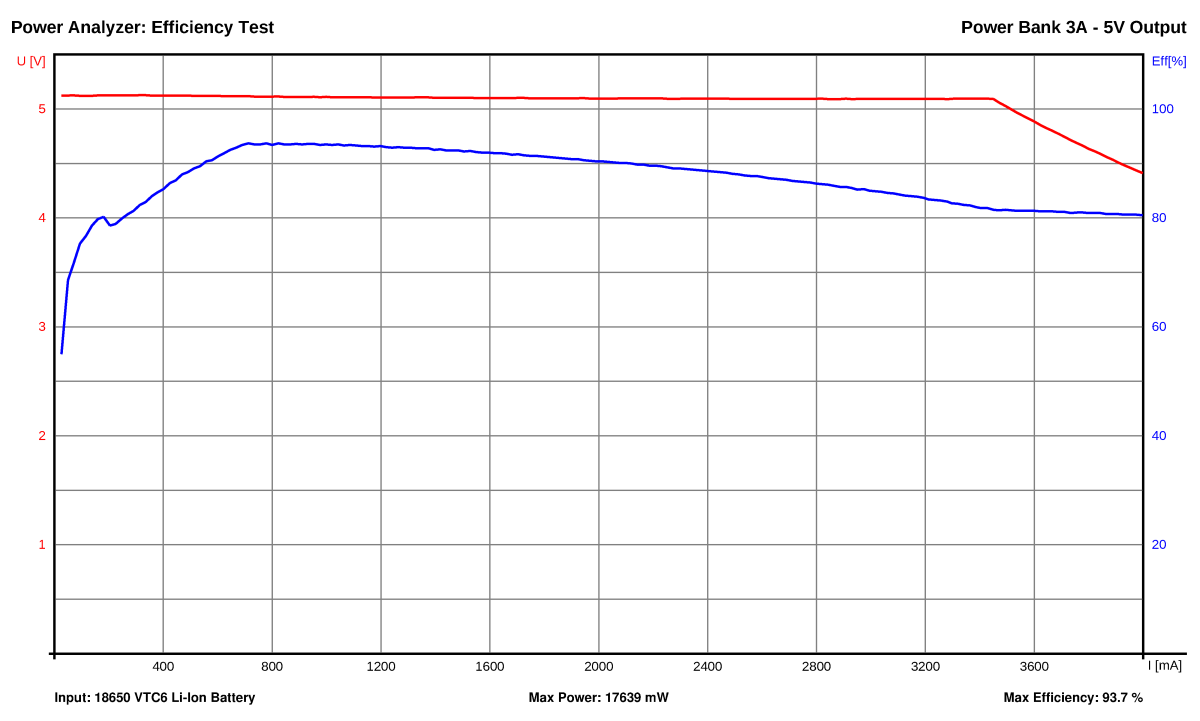 Power Analyzer: Efficiency Test
Power Bank 3A - 5V Output
U [V]
Eff[%]
5
100
4
80
3
60
2
40
1
20
400
800
1200
1600
2000
2400
2800
3200
3600
I [mA]
Input: 18650 VTC6 Li-Ion Battery
Max Power: 17639 mW
Max Efficiency: 93.7 %